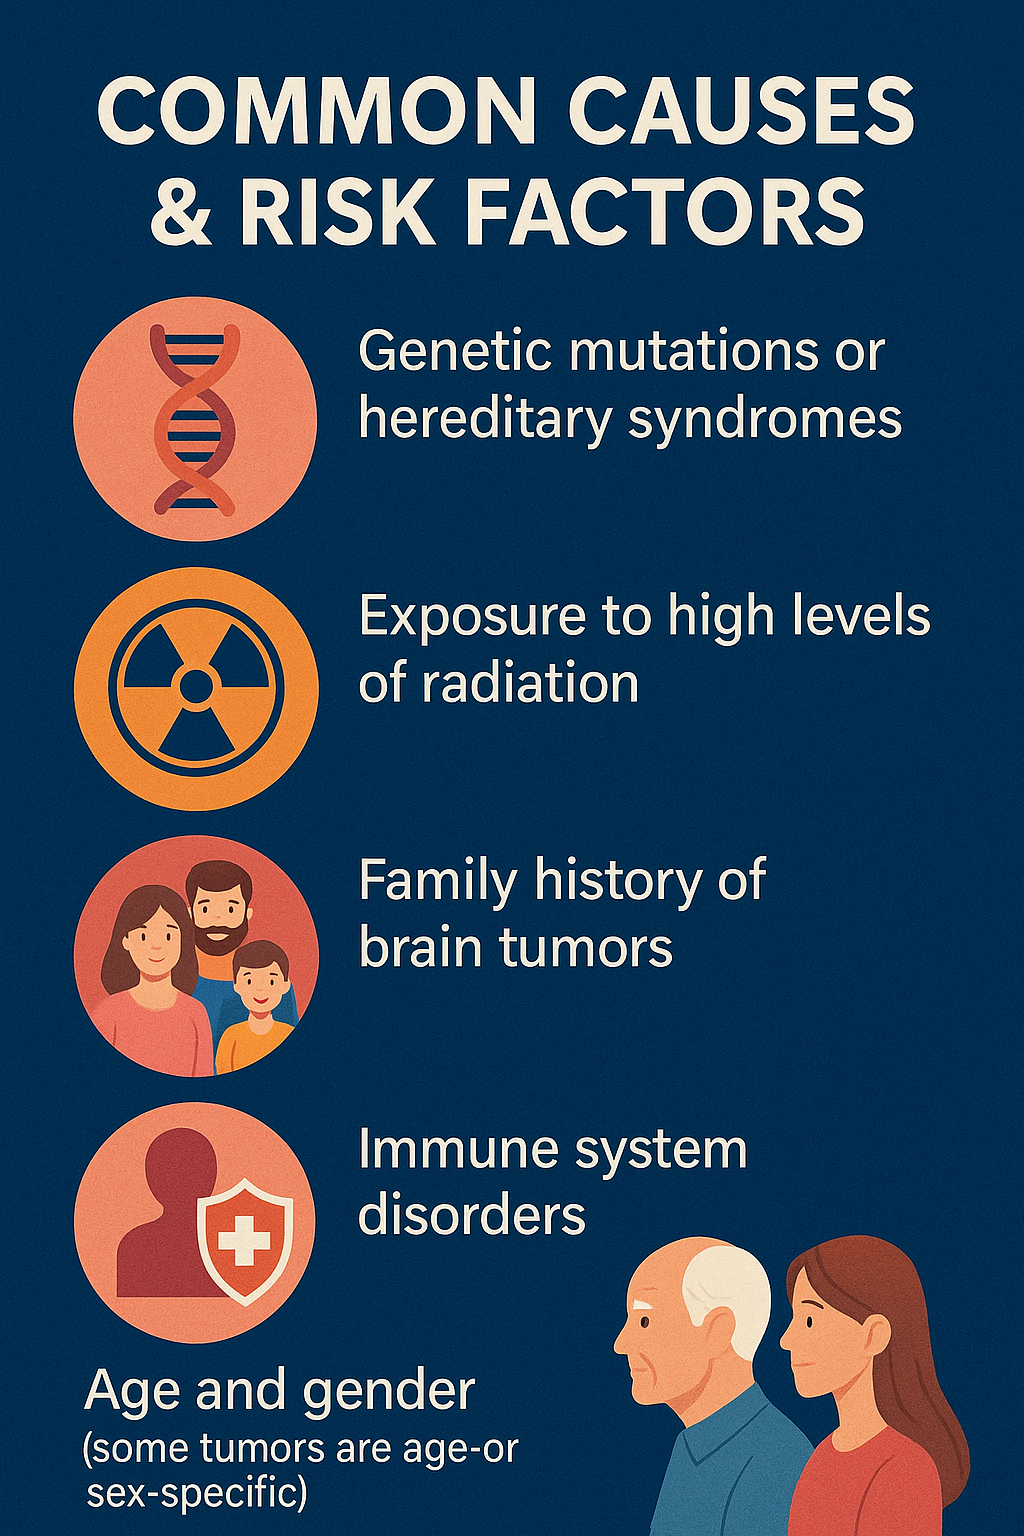 COMMON CAUSES
& RISK FACTORS
Genetic mutations or
hereditary syndromes
Exposure to high levels
of radiation
Family history of
brain tumors
Immune system
disorders
Age and gender
(some tumors are age-or
sex-specific)